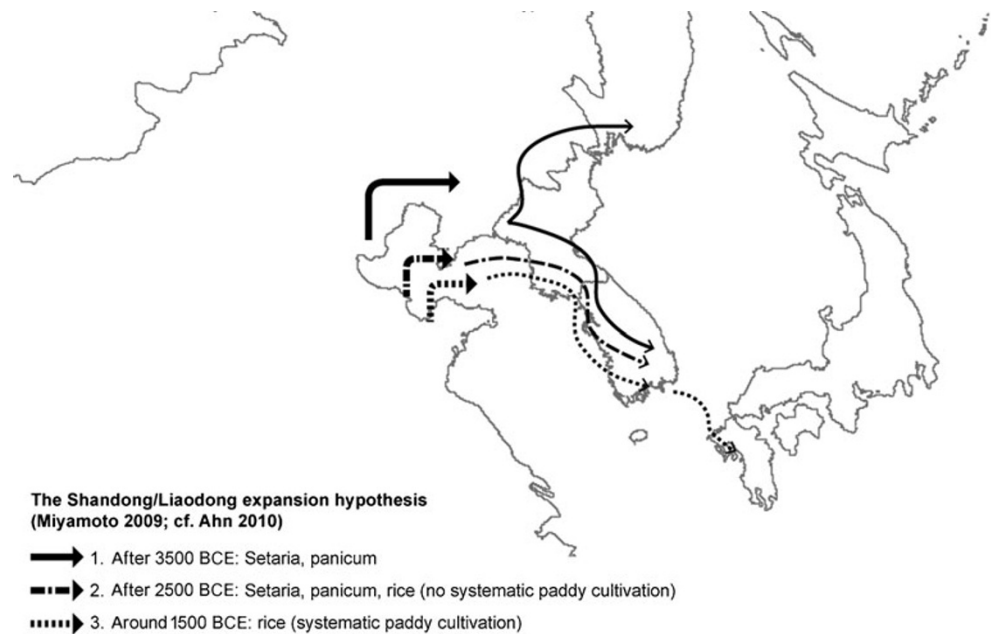 The Shandong/Liaodong expansion hypothesis
(Miyamoto 2009; cf. Ahn 2010)
1. After 3500 BCE: Setaria, panicum
2. After 2500 BCE: Setaria, panicum, rice (no systematic paddy cultivation)
3. Around 1500 BCE: rice (systematic paddy cultivation)